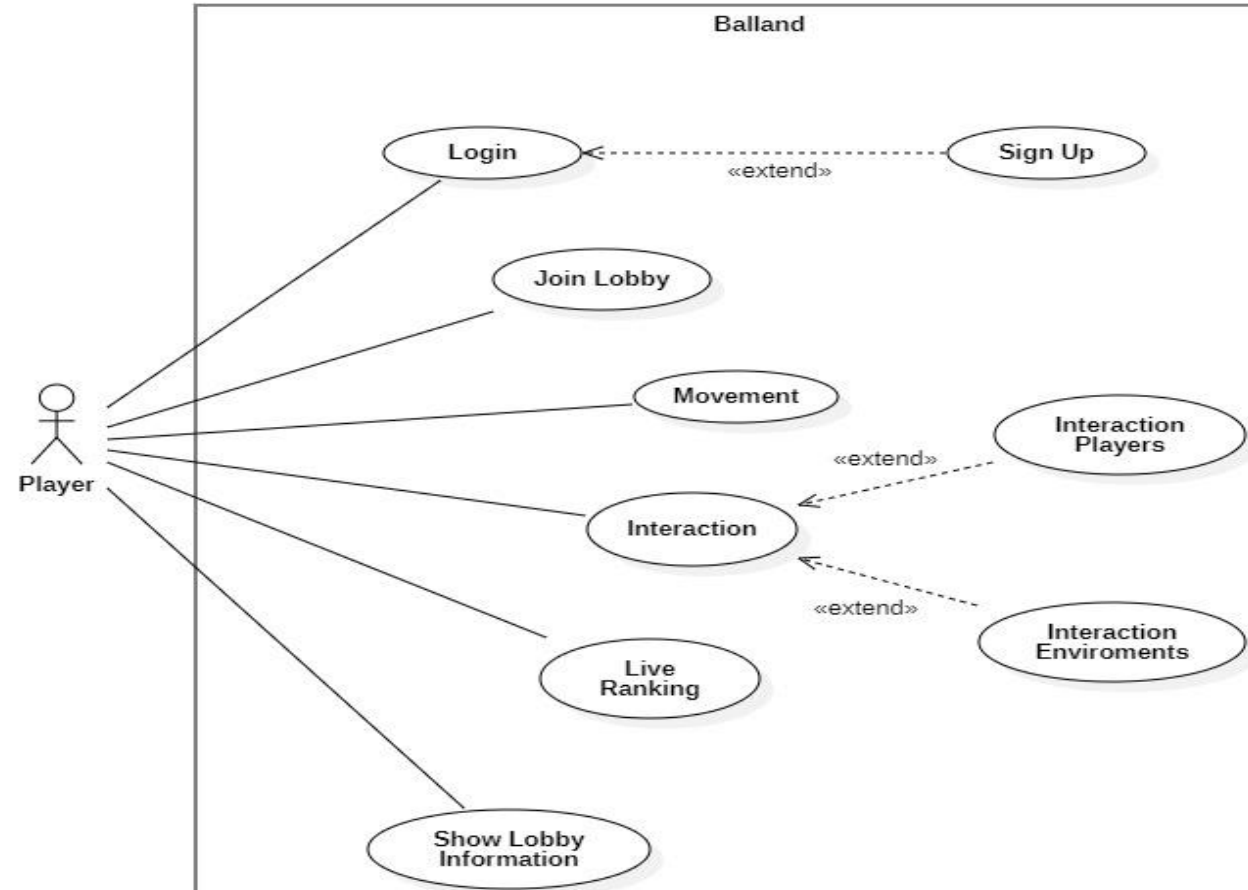 Balland
Login
«extend»
Sign Up
Join Lobby
Movement
Interaction
Players
«extend»
Player
Interaction
«extend»
Interaction
Enviroments
Live
Ranking
Show Lobby
Information